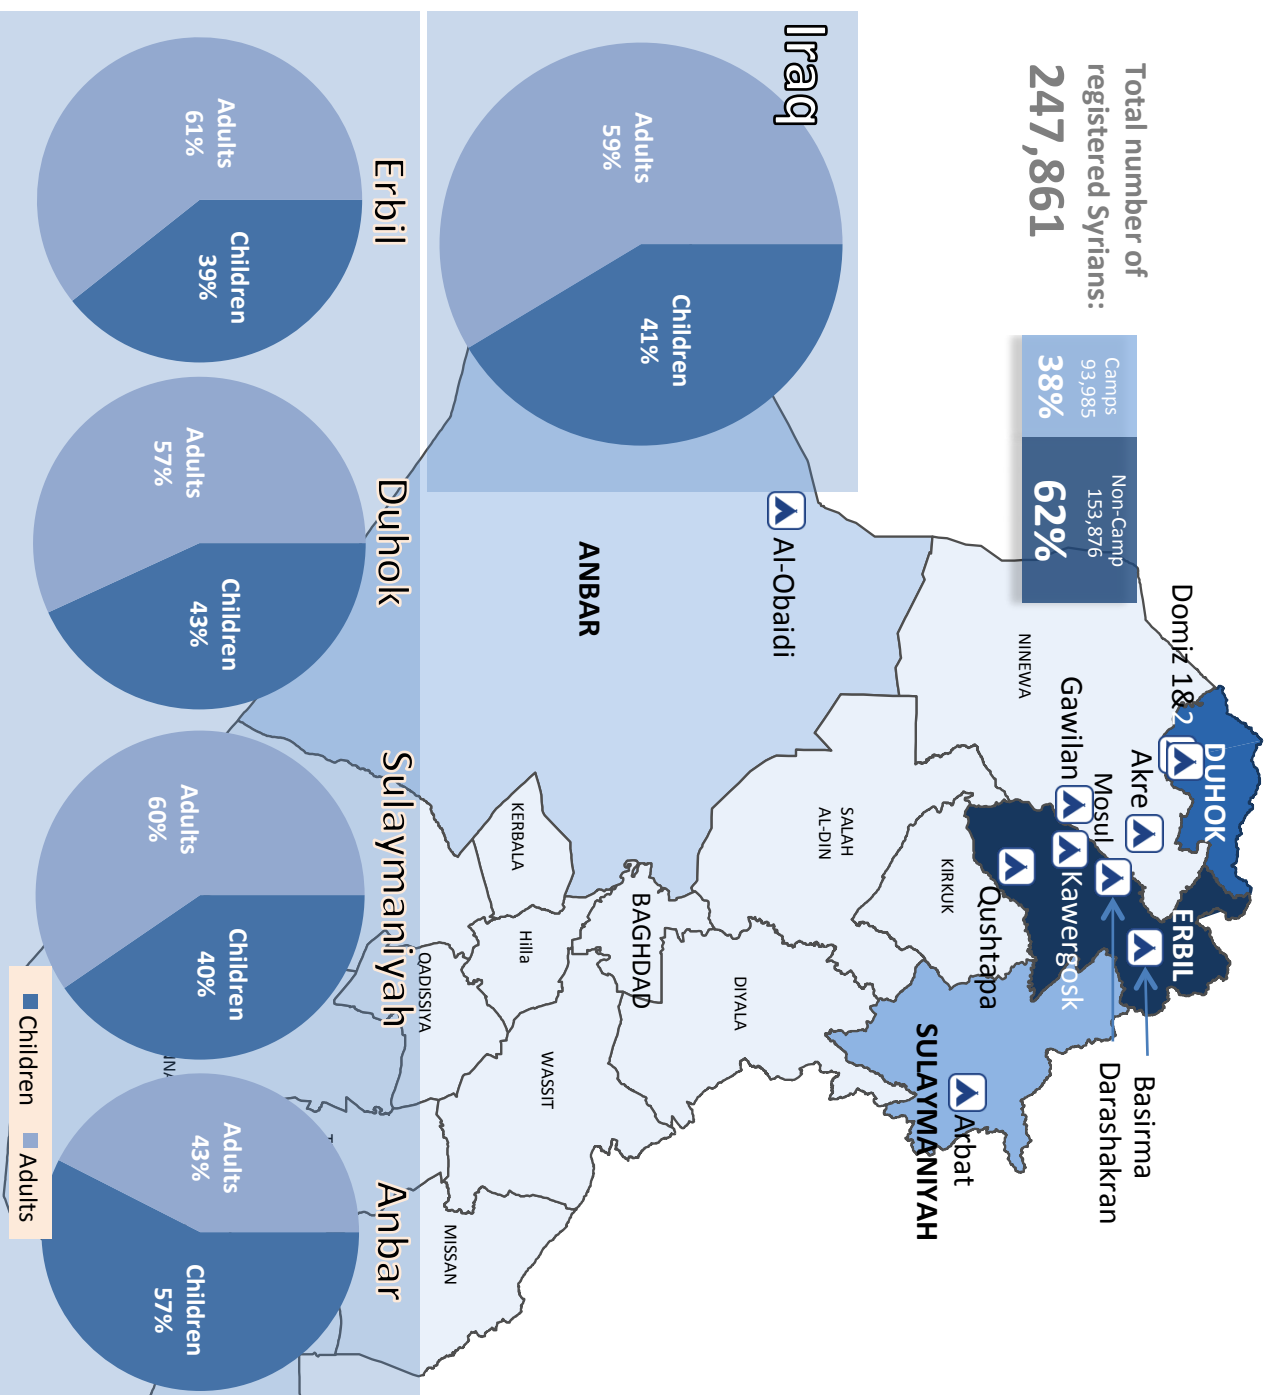 Total number of
registered Syrians:
247,861
Camps
93,985
38%
Non-Camp
153,876
62%
Iraq
Adults
59%
Children
41%
Domiz 1&2
DUHOK
Akre
Mosul
Gawilan
NINEWA
ERBIL
Kawergosk
Qushtapa
Basirma
Darashakran
Arbat
SULAYMANIYAH
KIRKUK
SALAH
AL-DIN
Al-Obaidi
ANBAR
DIYALA
BAGHDAD
KERBALA
Hilla
WASSIT
QADISSIYA
MISSAN
Erbil
Adults
61%
Children
39%
Duhok
Adults
57%
Children
43%
Sulaymaniyah
Adults
60%
Children
40%
Anbar
Adults
43%
Children
57%
Children
Adults